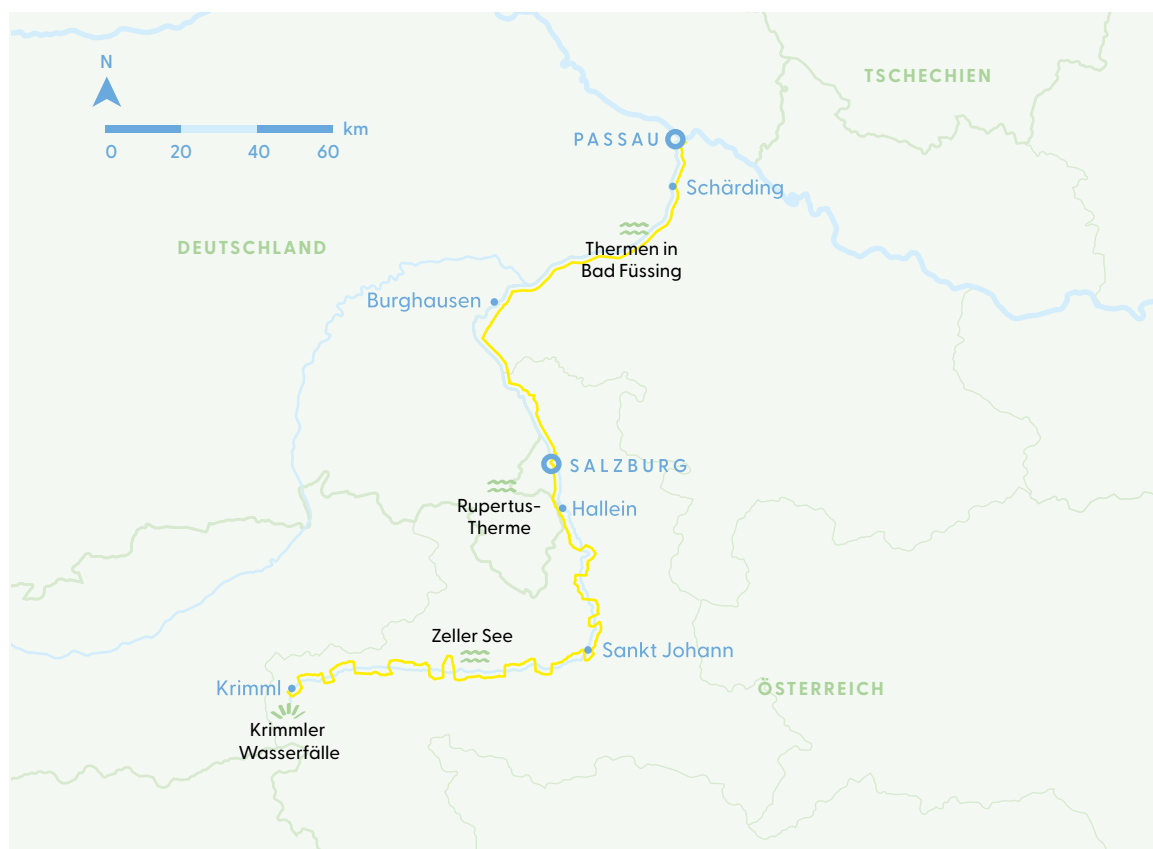 N
TSCHECHIEN
km
0 20 40 60
PASSAU
Schärding
DEUTSCHLAND
Thermen in
Bad Füssing
Burghausen
SALZBURG
Rupertus-
Therme
Hallein
Zeller See
Sankt Johann
Krimml
ÖSTERREICH
Krimmler
Wasserfälle